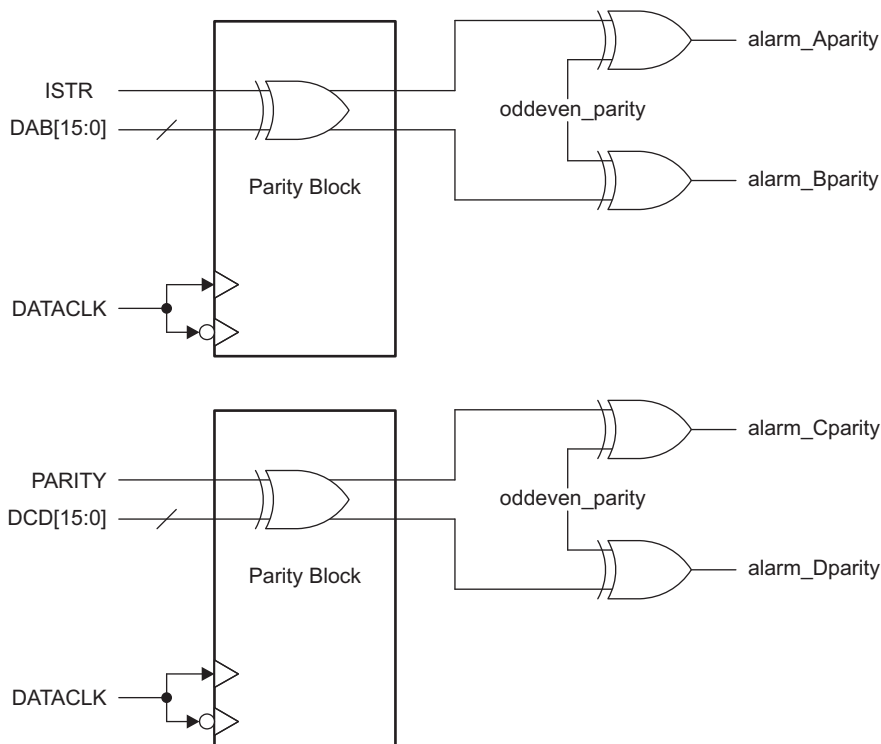 alarm_Aparity
ISTR
oddeven_parity
DAB[15:0]
Parity Block
alarm_Bparity
DATACLK
alarm_Cparity
PARITY
oddeven_parity
DCD[15:0]
Parity Block
alarm_Dparity
DATACLK